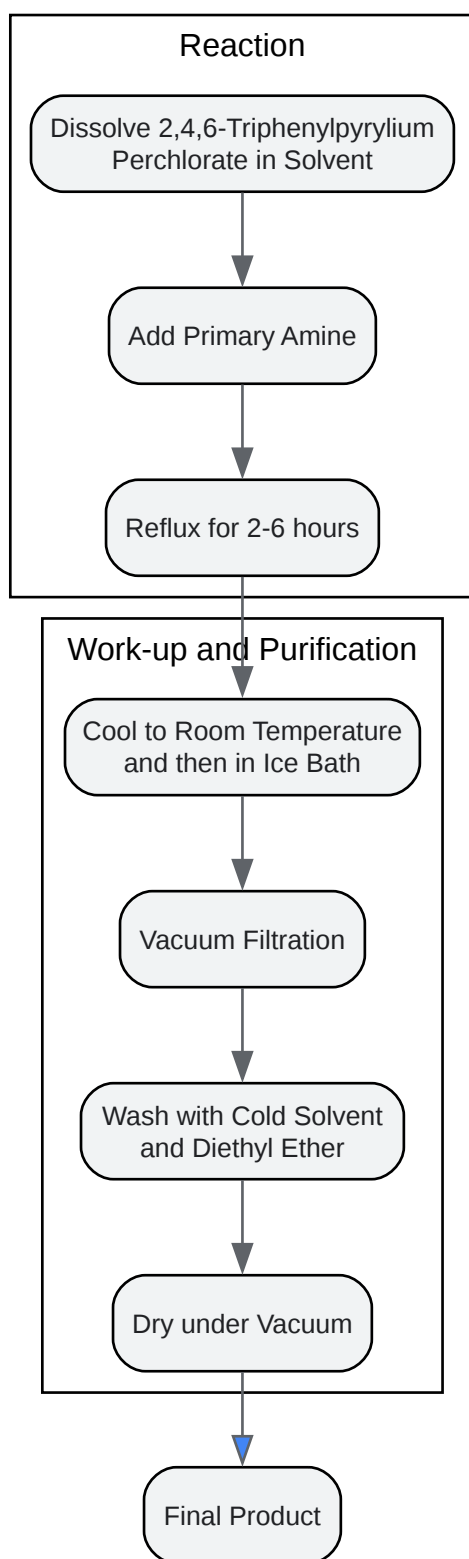 Reaction
Dissolve 2,4,6-Triphenylpyrylium
Perchlorate in Solvent
Add Primary Amine
Reflux for 2-6 hours
Work-up and Purification
Cool to Room Temperature
and then in Ice Bath
Vacuum Filtration
Wash with Cold Solvent
and Diethyl Ether
Dry under Vacuum
Final Product